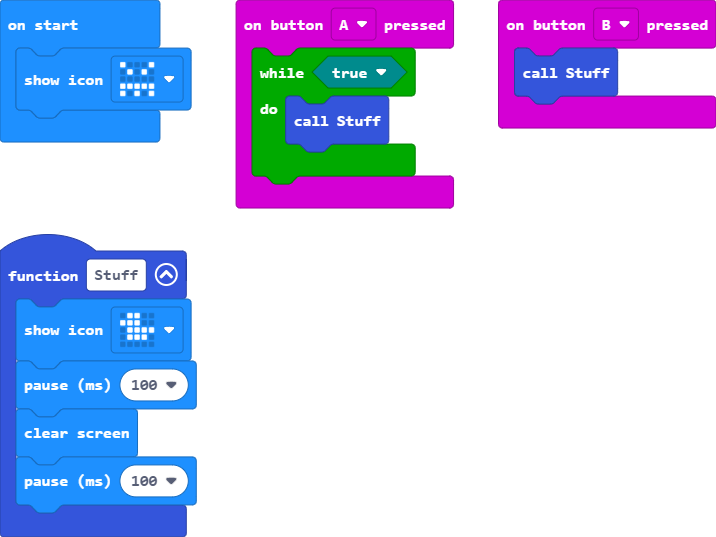 on start
show icon
on button A pressed
while true
do call Stuff
on button B pressed
call Stuff
function Stuff
show icon
pause (ms) 100
clear screen
pause (ms) 100